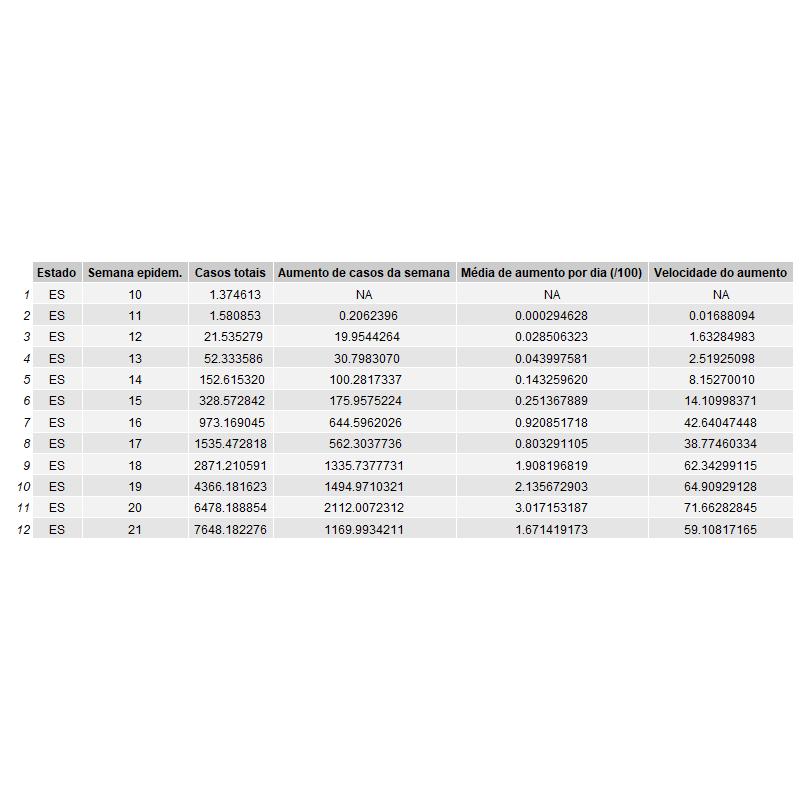 Estado Semana epidem. Casos totais Aumento de casos da semana Média de aumento por dia (/100) Velocidade do aumento
1 ES 10 1.374613 NA NA NA
2 ES 11 1.580853 0.2062396 0.000294628 0.01688094
3 ES 12 21.535279 19.9544264 0.028506323 1.63284983
4 ES 13 52.333586 30.7983070 0.043997581 2.51925098
5 ES 14 152.615320 100.2817337 0.143259620 8.15270010
6 ES 15 328.572842 175.9575224 0.251367889 14.10998371
7 ES 16 973.169045 644.5962026 0.920851718 42.64047448
8 ES 17 1535.472818 562.3037736 0.803291105 38.77460334
9 ES 18 2871.210591 1335.7377731 1.908196819 62.34299115
10 ES 19 4366.181623 1494.9710321 2.135672903 64.90929128
11 ES 20 6478.188854 2112.0072312 3.017153187 71.66282845
12 ES 21 7648.182276 1169.9934211 1.671419173 59.10817165